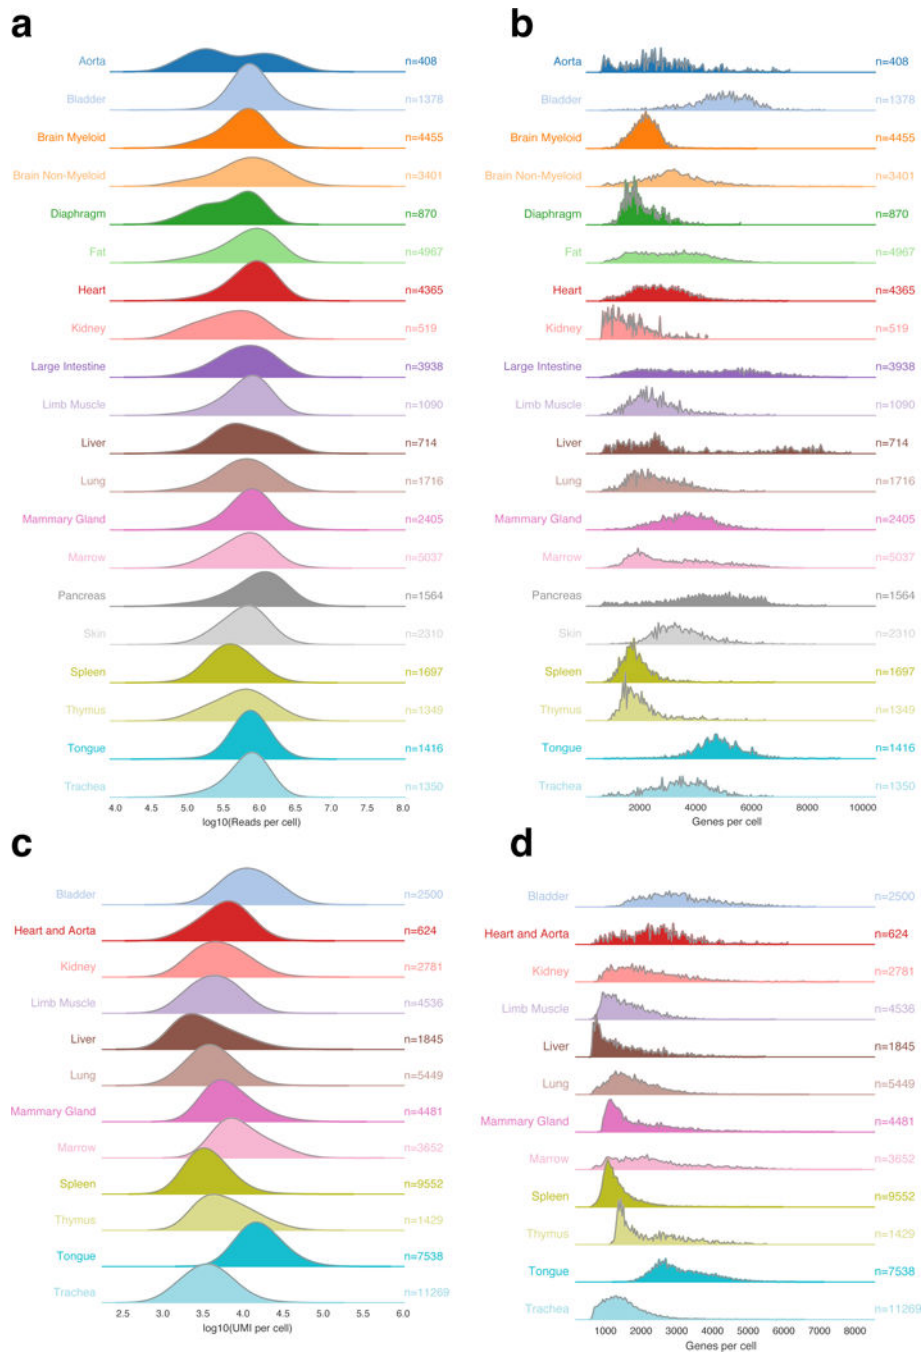 a
Aorta n=408
Bladder n=1378
Brain Myeloid n=4455
Brain Non-Myeloid n=3401
Diaphragm n=870
Fat n=4967
Heart n=4365
Kidney n=519
Large Intestine n=3938
Limb Muscle n=1090
Liver n=714
Lung n=1716
Mammary Gland n=2405
Marrow n=5037
Pancreas n=1564
Skin n=2310
Spleen n=1697
Thymus n=1349
Tongue n=1416
Trachea n=1350
4.0 4.5 5.0 5.5 6.0 6.5 7.0 7.5 8.0
log10(Reads per cell)
b
Aorta n=408
Bladder n=1378
Brain Myeloid n=4455
Brain Non-Myeloid n=3401
Diaphragm n=870
Fat n=4967
Heart n=4365
Kidney n=519
Large Intestine n=3938
Limb Muscle n=1090
Liver n=714
Lung n=1716
Mammary Gland n=2405
Marrow n=5037
Pancreas n=1564
Skin n=2310
Spleen n=1697
Thymus n=1349
Tongue n=1416
Trachea n=1350
2000 4000 6000 8000 10000
Genes per cell
c
Bladder n=2500
Heart and Aorta n=624
Kidney n=2781
Limb Muscle n=4536
Liver n=1845
Lung n=5449
Mammary Gland n=4481
Marrow n=3652
Spleen n=9552
Thymus n=1429
Tongue n=7538
Trachea n=11269
2.5 3.0 3.5 4.0 4.5 5.0 5.5 6.0
log10(UMI per cell)
d
Bladder n=2500
Heart and Aorta n=624
Kidney n=2781
Limb Muscle n=4536
Liver n=1845
Lung n=5449
Mammary Gland n=4481
Marrow n=3652
Spleen n=9552
Thymus n=1429
Tongue n=7538
Trachea n=11269
1000 2000 3000 4000 5000 6000 7000 8000
Genes per cell